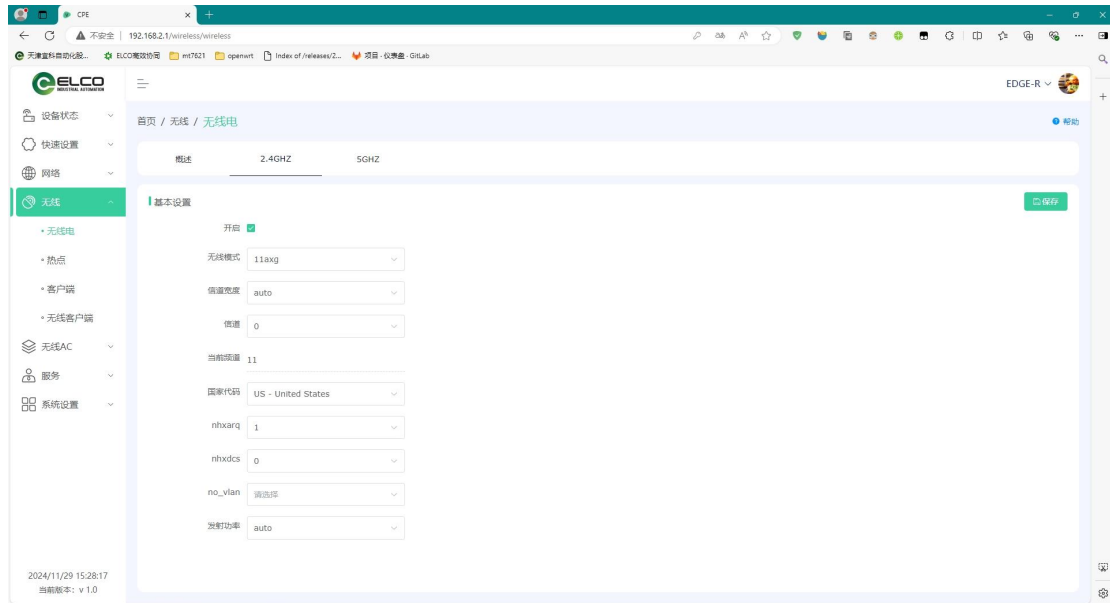 CPE
不安全 | 192.168.2.1/wireless/wireless
天津宜科自动化股... ELCO高效协同 mt7621 openwrt Index of /releases/2... 项目 · 仪表盘 · GitLab
ELCO
INDUSTRIAL AUTOMATION
EDGE-R
设备状态
快速设置
网络
无线
无线电
热点
客户端
无线客户端
无线AC
服务
系统设置
2024/11/29 15:28:17
当前版本: v 1.0
首页 / 无线 / 无线电
帮助
概述 2.4GHZ 5GHZ
基本设置
保存
开启
无线模式 11axg
信道宽度 auto
信道 0
当前频道 11
国家代码 US - United States
nhxarq 1
nhxdcs 0
no_vlan 请选择
发射功率 auto